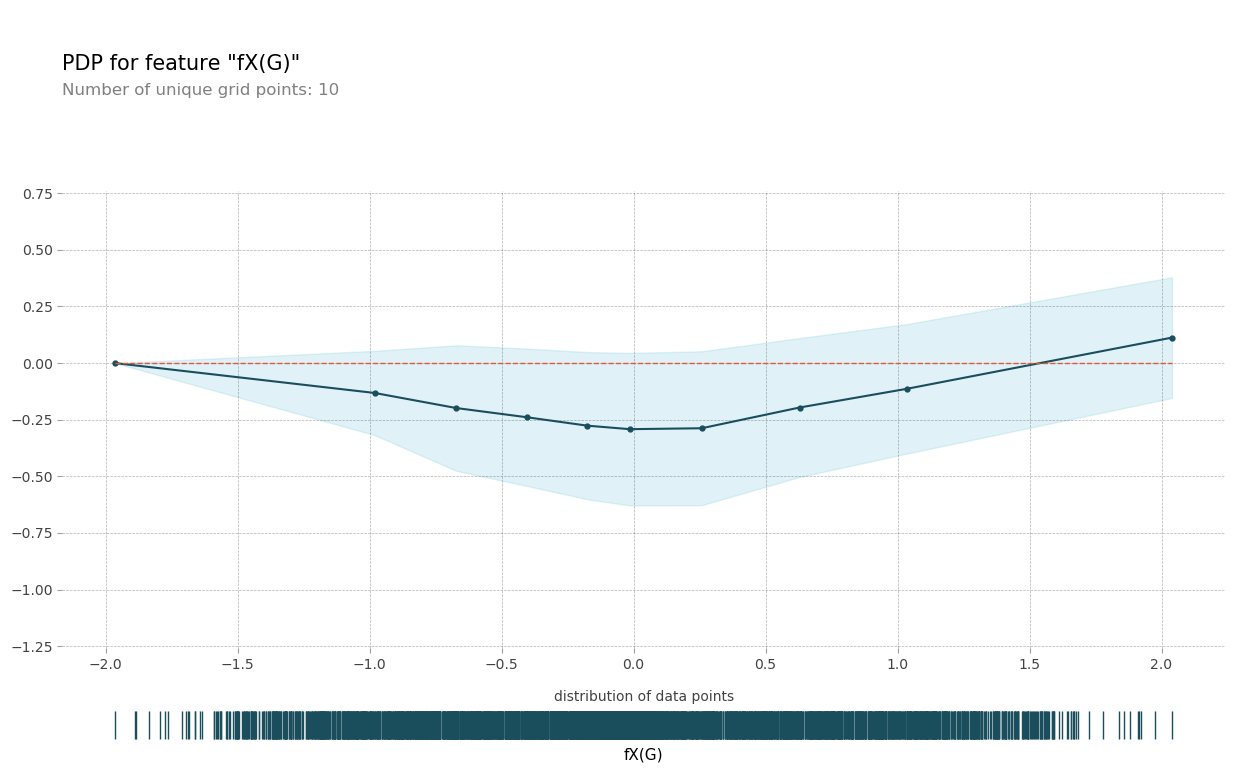 PDP for feature "fX(G)"
Number of unique grid points: 10
0.75
0.50
0.25
0.00
−0.25
−0.50
−0.75
−1.00
−1.25
−2.0 −1.5 −1.0 −0.5 0.0 0.5 1.0 1.5 2.0
distribution of data points
fX(G)